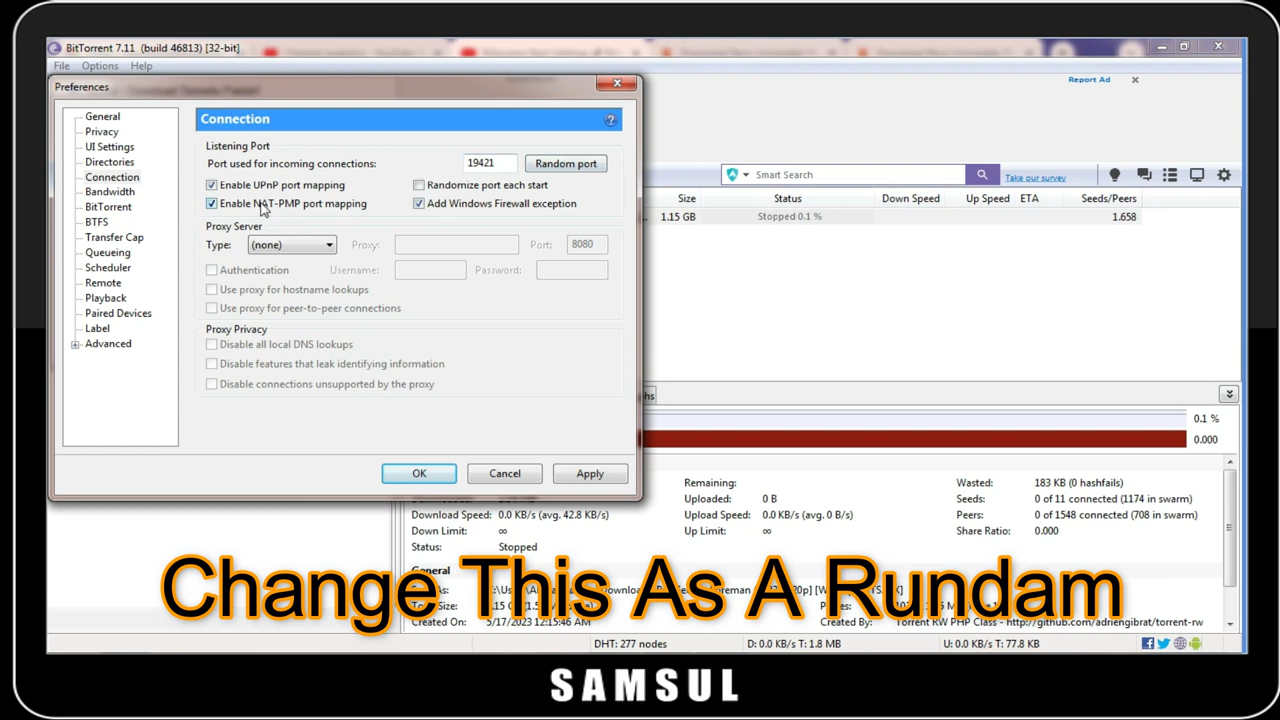 BitTorrent 7.11 (build 46813) [32-bit]
File Options Help
Report Ad
Preferences
General
Privacy
UI Settings
Directories
Connection
Bandwidth
BitTorrent
BTFS
Transfer Cap
Queueing
Scheduler
Remote
Playback
Paired Devices
Label
Advanced
Connection
Listening Port
Port used for incoming connections: 19421 Random port
Enable UPnP port mapping Randomize port each start
Enable NAT-PMP port mapping Add Windows Firewall exception
Proxy Server
Type: (none) Proxy: Port: 8080
Authentication Username: Password:
Use proxy for hostname lookups
Use proxy for peer-to-peer connections
Proxy Privacy
Disable all local DNS lookups
Disable features that leak identifying information
Disable connections unsupported by the proxy
OK Cancel Apply
Smart Search Take our survey
Size Status Down Speed Up Speed ETA Seeds/Peers
1.15 GB Stopped 0.1 % 1.658
0.1 %
0.000
Remaining: Wasted: 183 KB (0 hashfails)
Uploaded: 0 B Seeds: 0 of 11 connected (1174 in swarm)
Download Speed: 0.0 KB/s (avg. 42.8 KB/s) Upload Speed: 0.0 KB/s (avg. 0 B/s) Peers: 0 of 1548 connected (708 in swarm)
Down Limit: ∞ Up Limit: ∞ Share Ratio: 0.000
Status: Stopped
General
Created On: 5/17/2023 12:15:46 AM Created By: Torrent RW PHP Class - http://github.com/adriengibrat/torrent-rw
Change This As A Rundam
DHT: 277 nodes D: 0.0 KB/s T: 1.8 MB U: 0.0 KB/s T: 77.8 KB
SAMSUL